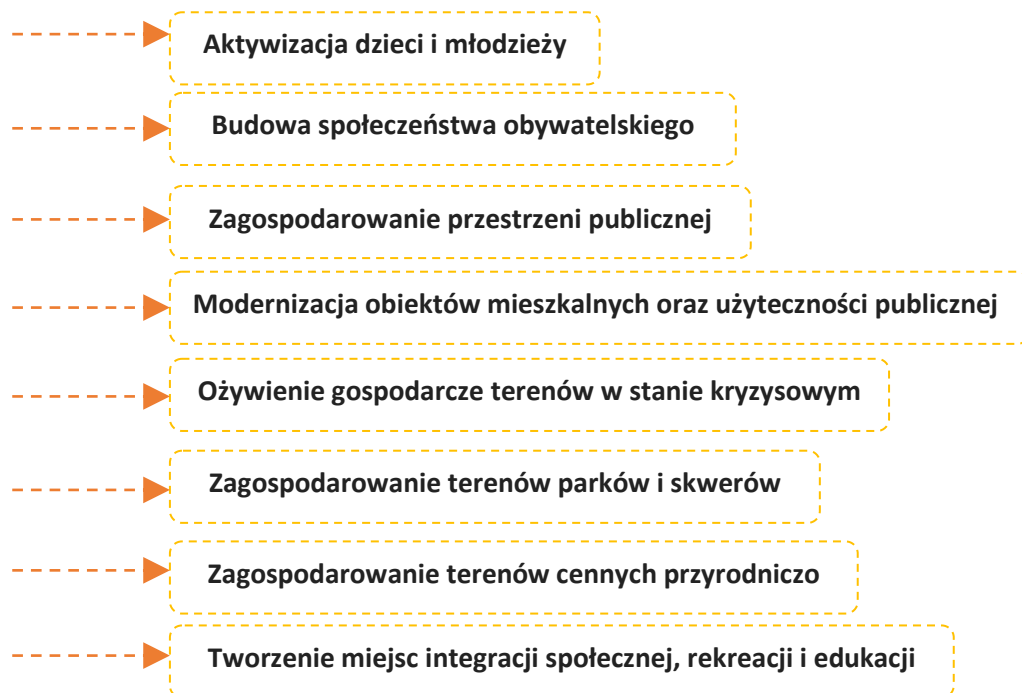 Aktywizacja dzieci i młodzieży
Budowa społeczeństwa obywatelskiego
Zagospodarowanie przestrzeni publicznej
Modernizacja obiektów mieszkalnych oraz użyteczności publicznej
Ożywienie gospodarcze terenów w stanie kryzysowym
Zagospodarowanie terenów parków i skwerów
Zagospodarowanie terenów cennych przyrodniczo
Tworzenie miejsc integracji społecznej, rekreacji i edukacji